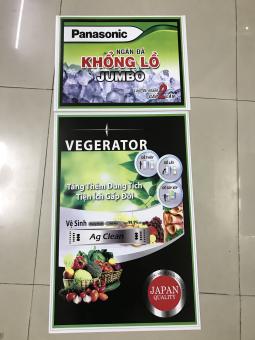 Panasonic
NGĂN ĐÁ
KHỔNG LỒ
JUMBO
2
VEGERATOR
Tăng Thêm Dung Tích
Tiện Ích Gấp Đôi
Vệ Sinh
Ag Clean
JAPAN
QUALITY